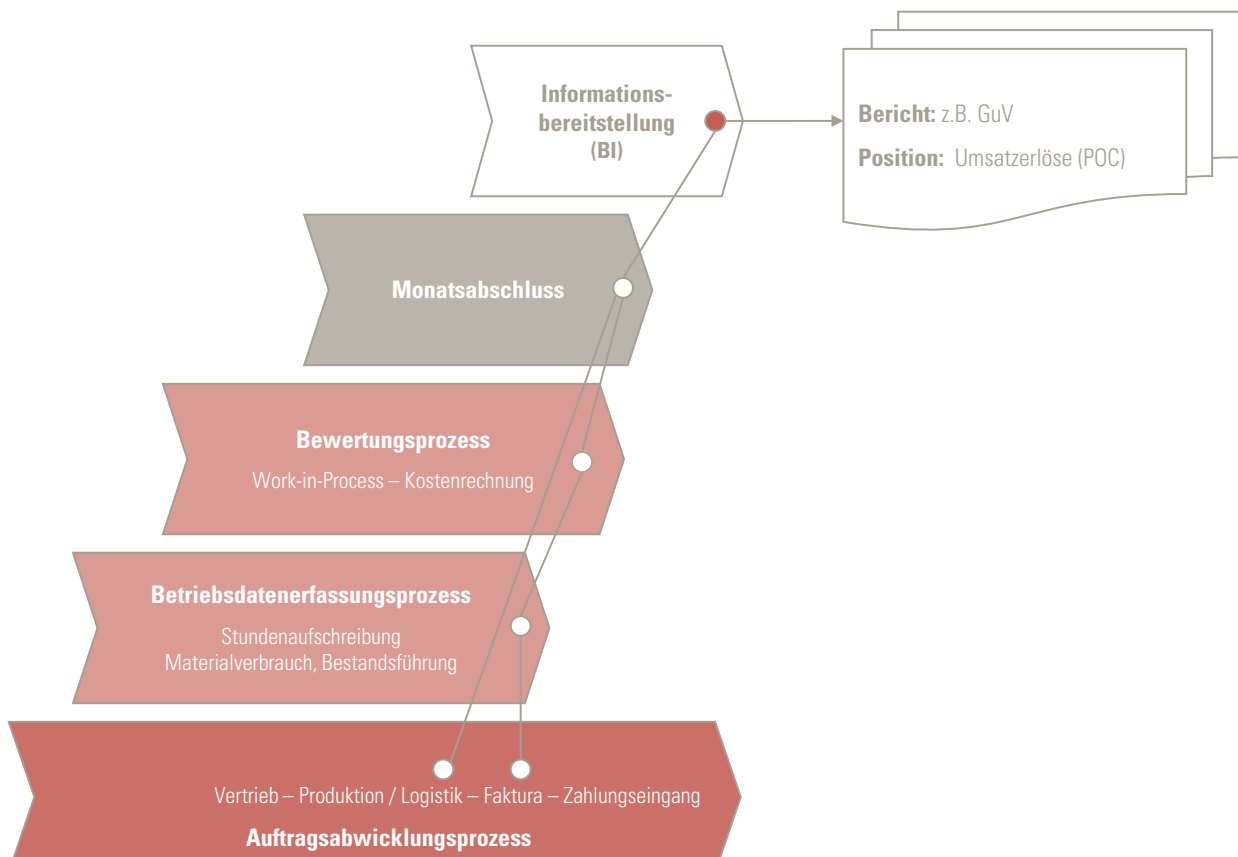 Informations-
bereitstellung
(BI)
Bericht: z.B. GuV
Position: Umsatzerlöse (POC)
Monatsabschluss
Bewertungsprozess
Work-in-Process – Kostenrechnung
Betriebsdatenerfassungsprozess
Stundenaufschreibung
Materialverbrauch, Bestandsführung
Vertrieb – Produktion / Logistik – Faktura – Zahlungseingang
Auftragsabwicklungsprozess